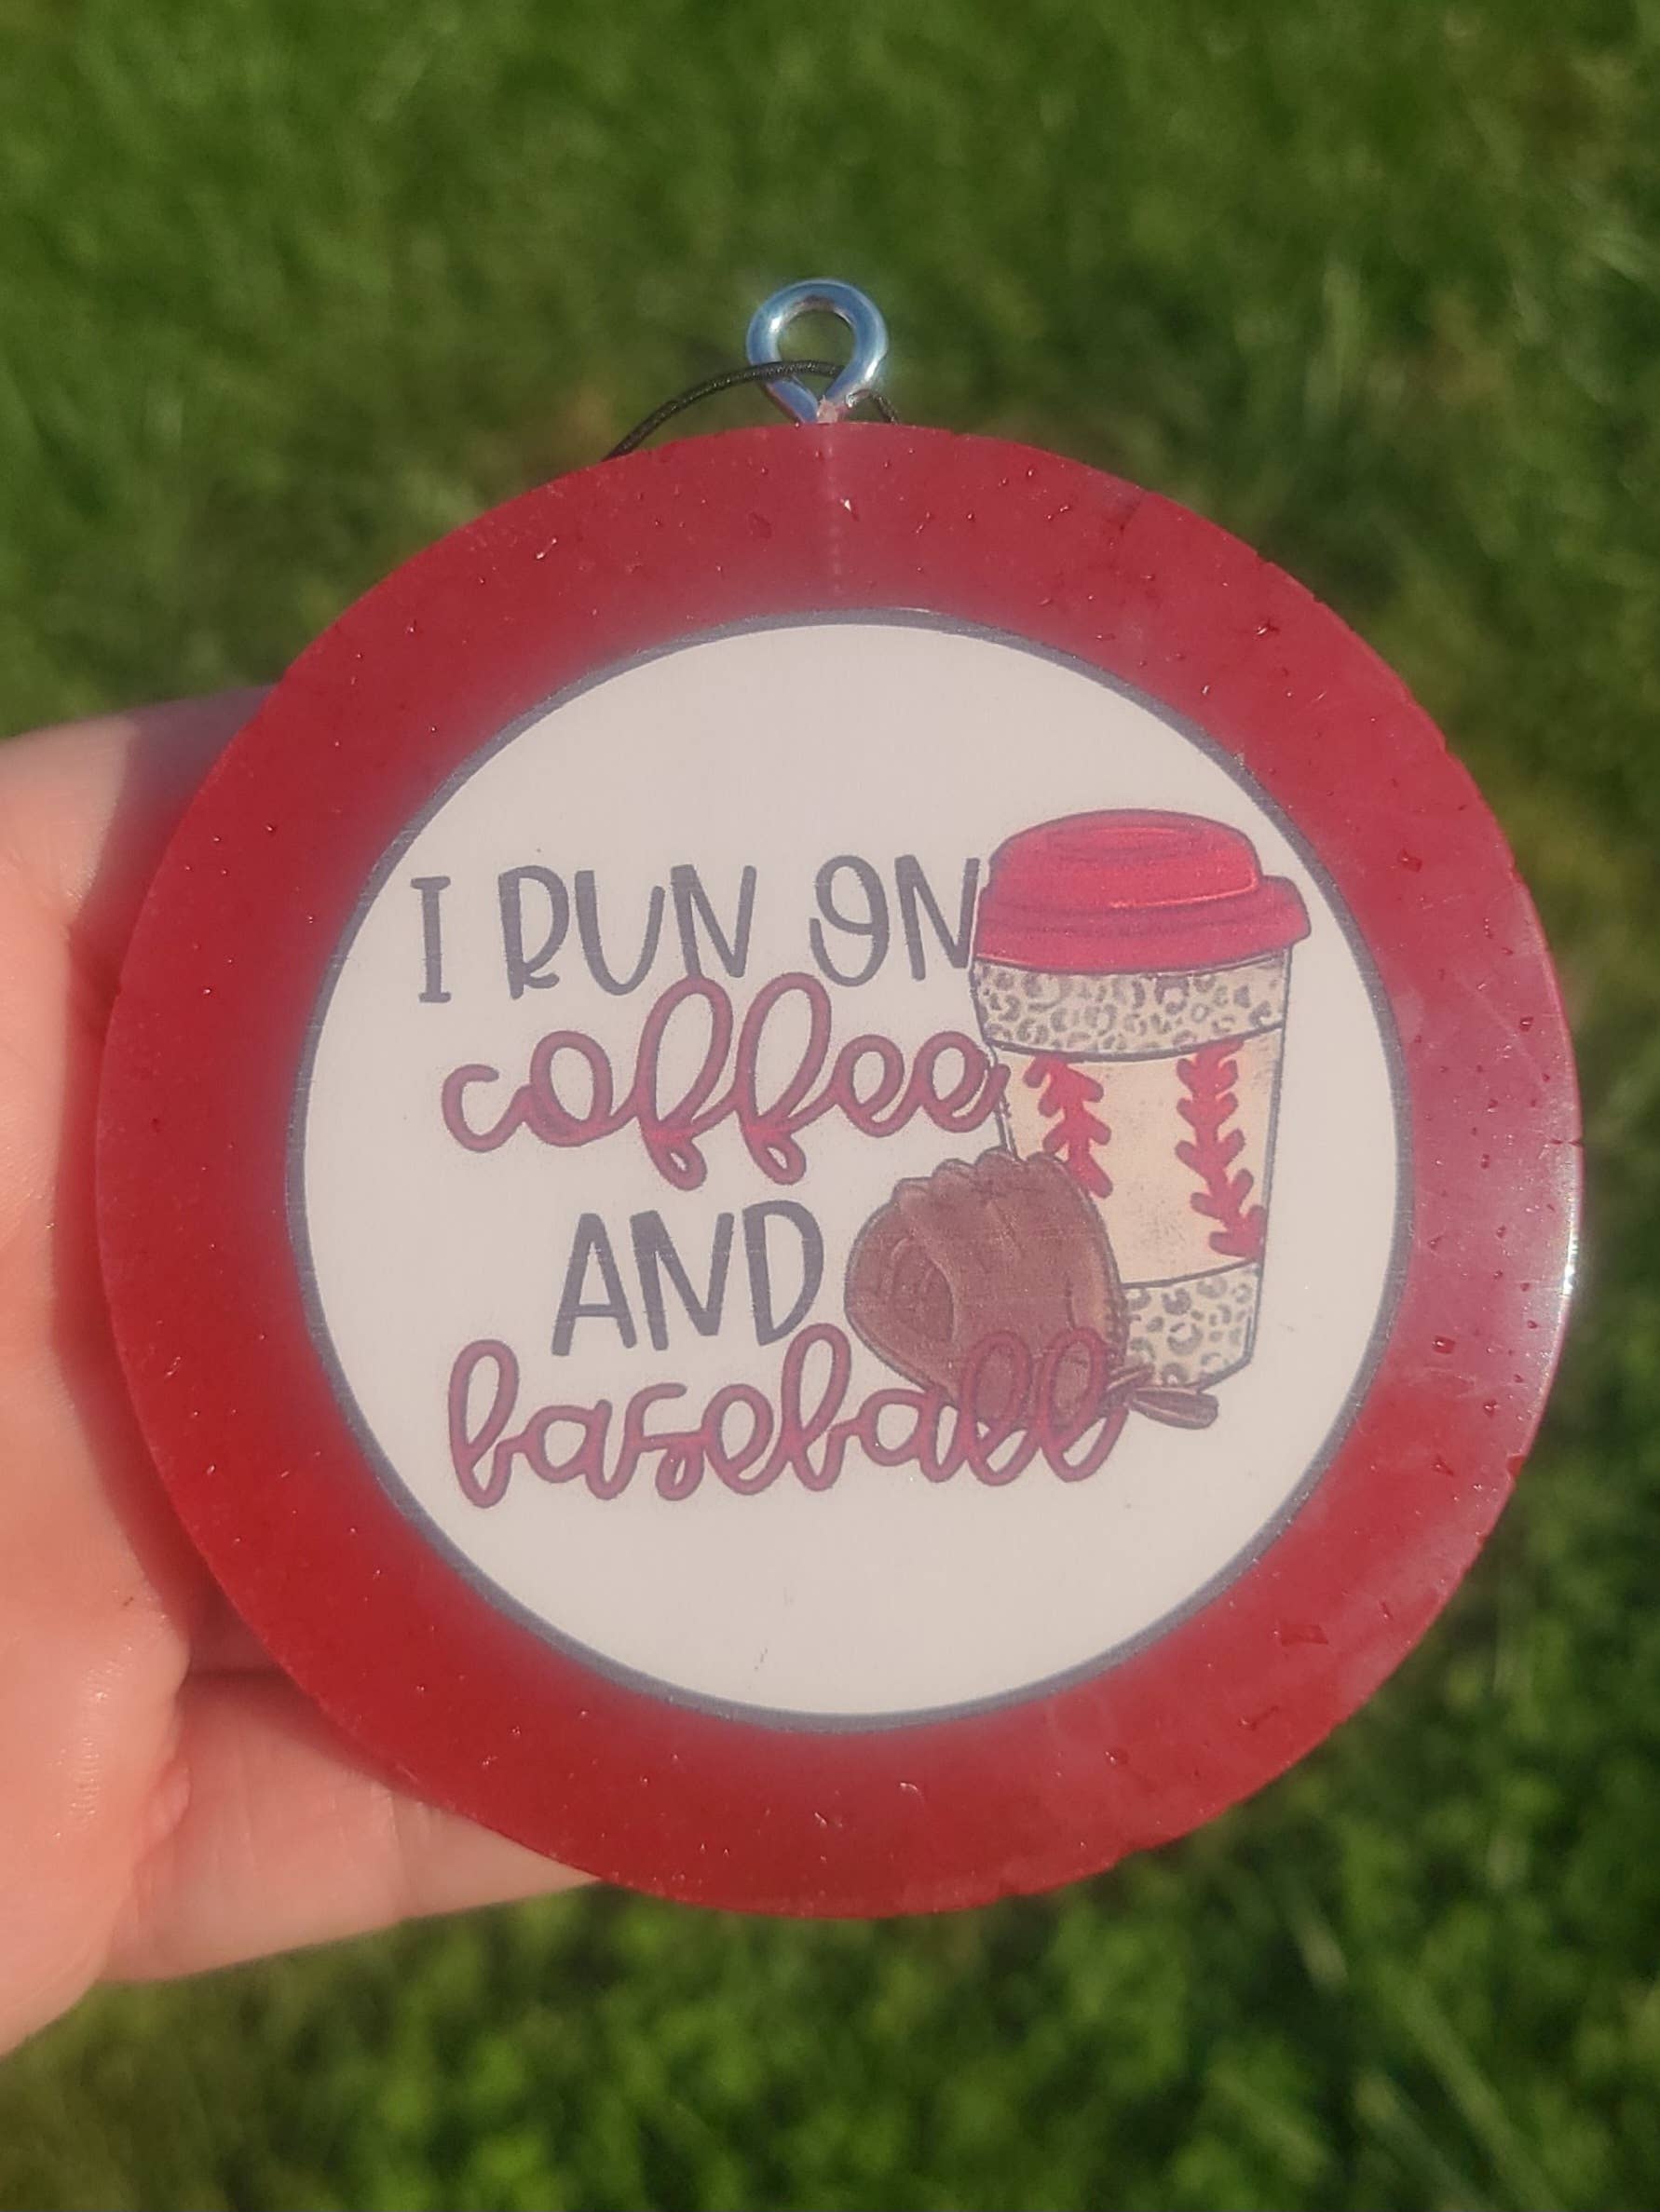 I RUN ON
coffee
AND
baseball